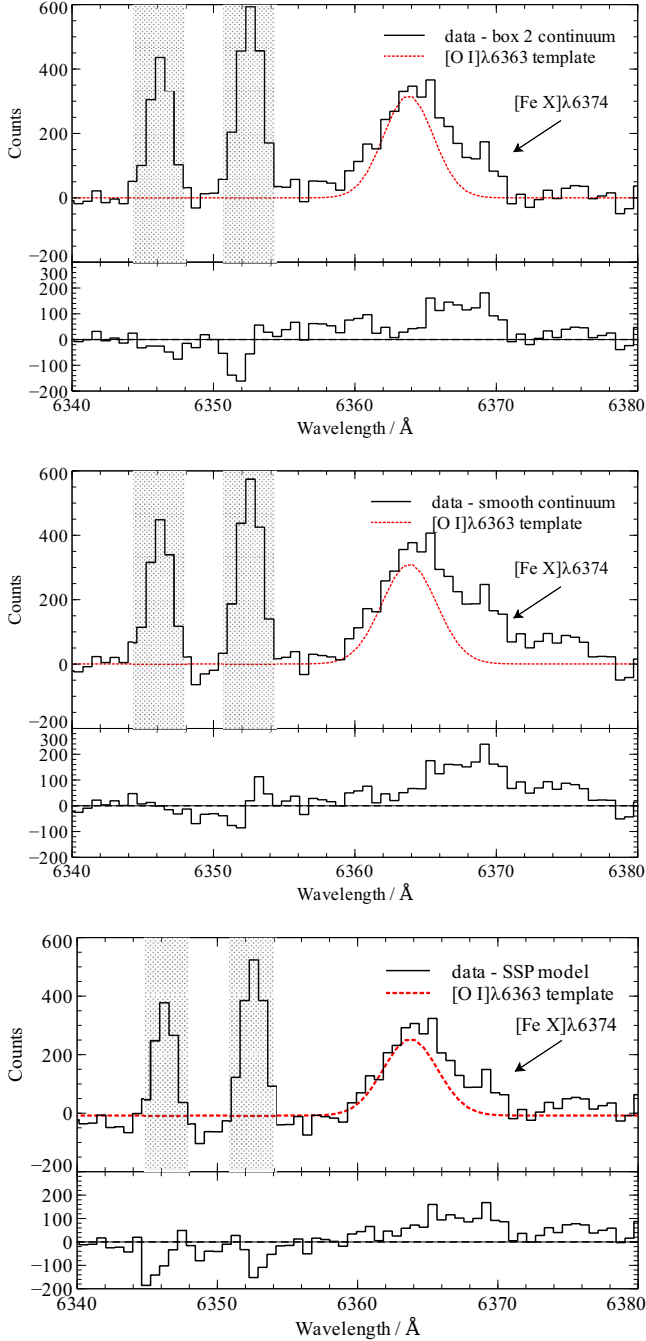 600
data - box 2 continuum
[O I]λ6363 template
400
[Fe X]λ6374
Counts
200
0
−200
300
200
100
0
−100
−200
6340 6350 6360 6370 6380
Wavelength / Å
600
data - smooth continuum
[O I]λ6363 template
400
[Fe X]λ6374
Counts
200
0
−200
300
200
100
0
−100
−200
6340 6350 6360 6370 6380
Wavelength / Å
600
data - SSP model
[O I]λ6363 template
400
[Fe X]λ6374
Counts
200
0
−200
200
100
0
−100
−200
6340 6350 6360 6370 6380
Wavelength / Å